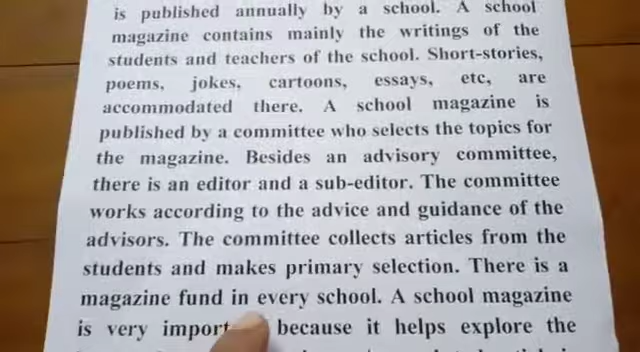 is published annually by a school. A school
magazine contains mainly the writings of the
students and teachers of the school. Short-stories,
poems, jokes, cartoons, essays, etc, are
accommodated there. A school magazine is
published by a committee who selects the topics for
the magazine. Besides an advisory committee,
there is an editor and a sub-editor. The committee
works according to the advice and guidance of the
advisors. The committee collects articles from the
students and makes primary selection. There is a
magazine fund in every school. A school magazine
is very import because it helps explore the